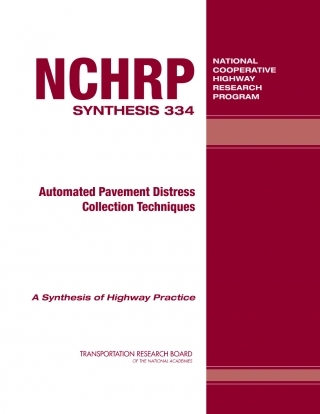 NCHRP
SYNTHESIS 334
NATIONAL
COOPERATIVE
HIGHWAY
RESEARCH
PROGRAM
Automated Pavement Distress
Collection Techniques
A Synthesis of Highway Practice
TRANSPORTATION RESEARCH BOARD
OF THE NATIONAL ACADEMIES